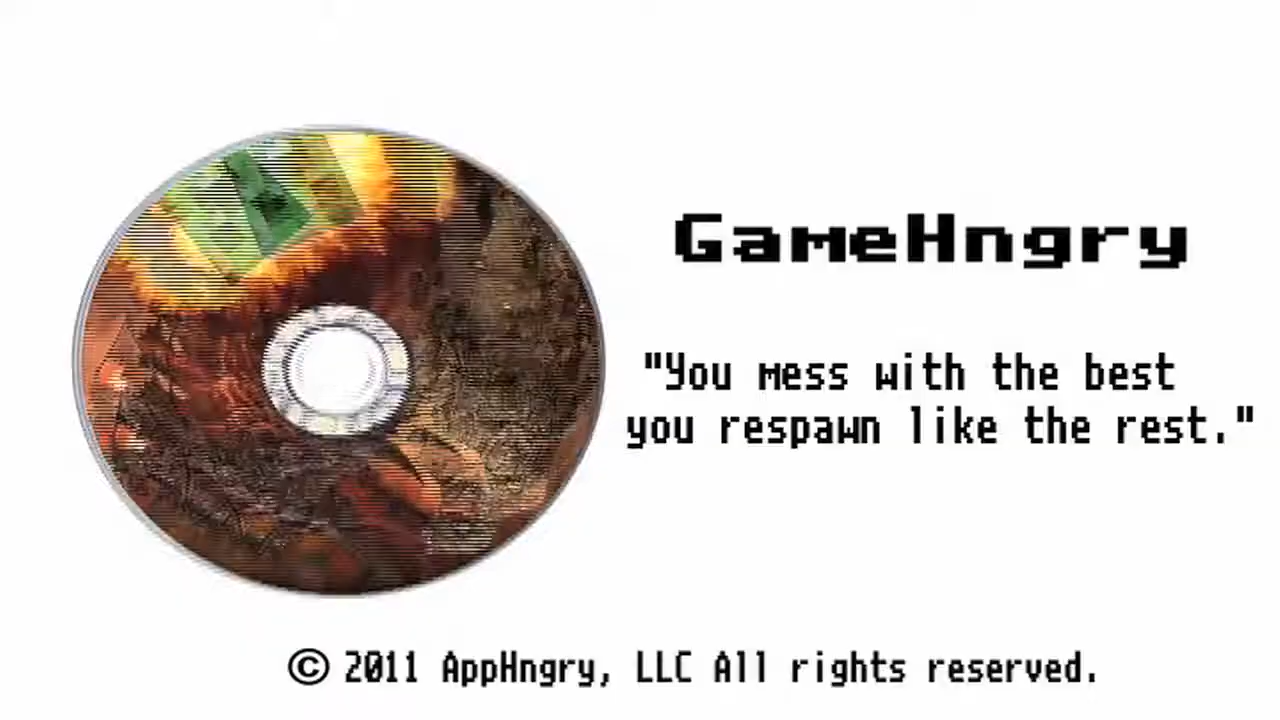 GameHngry
"You mess with the best
you respawn like the rest."
© 2011 AppHngry, LLC All rights reserved.